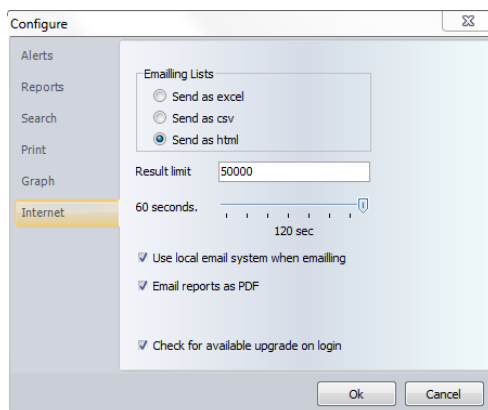 Configure
Alerts
Reports
Search
Print
Graph
Internet
Emailling Lists
Send as excel
Send as csv
Send as html
Result limit 50000
60 seconds.
120 sec
Use local email system when emailling
Email reports as PDF
Check for available upgrade on login
Ok Cancel